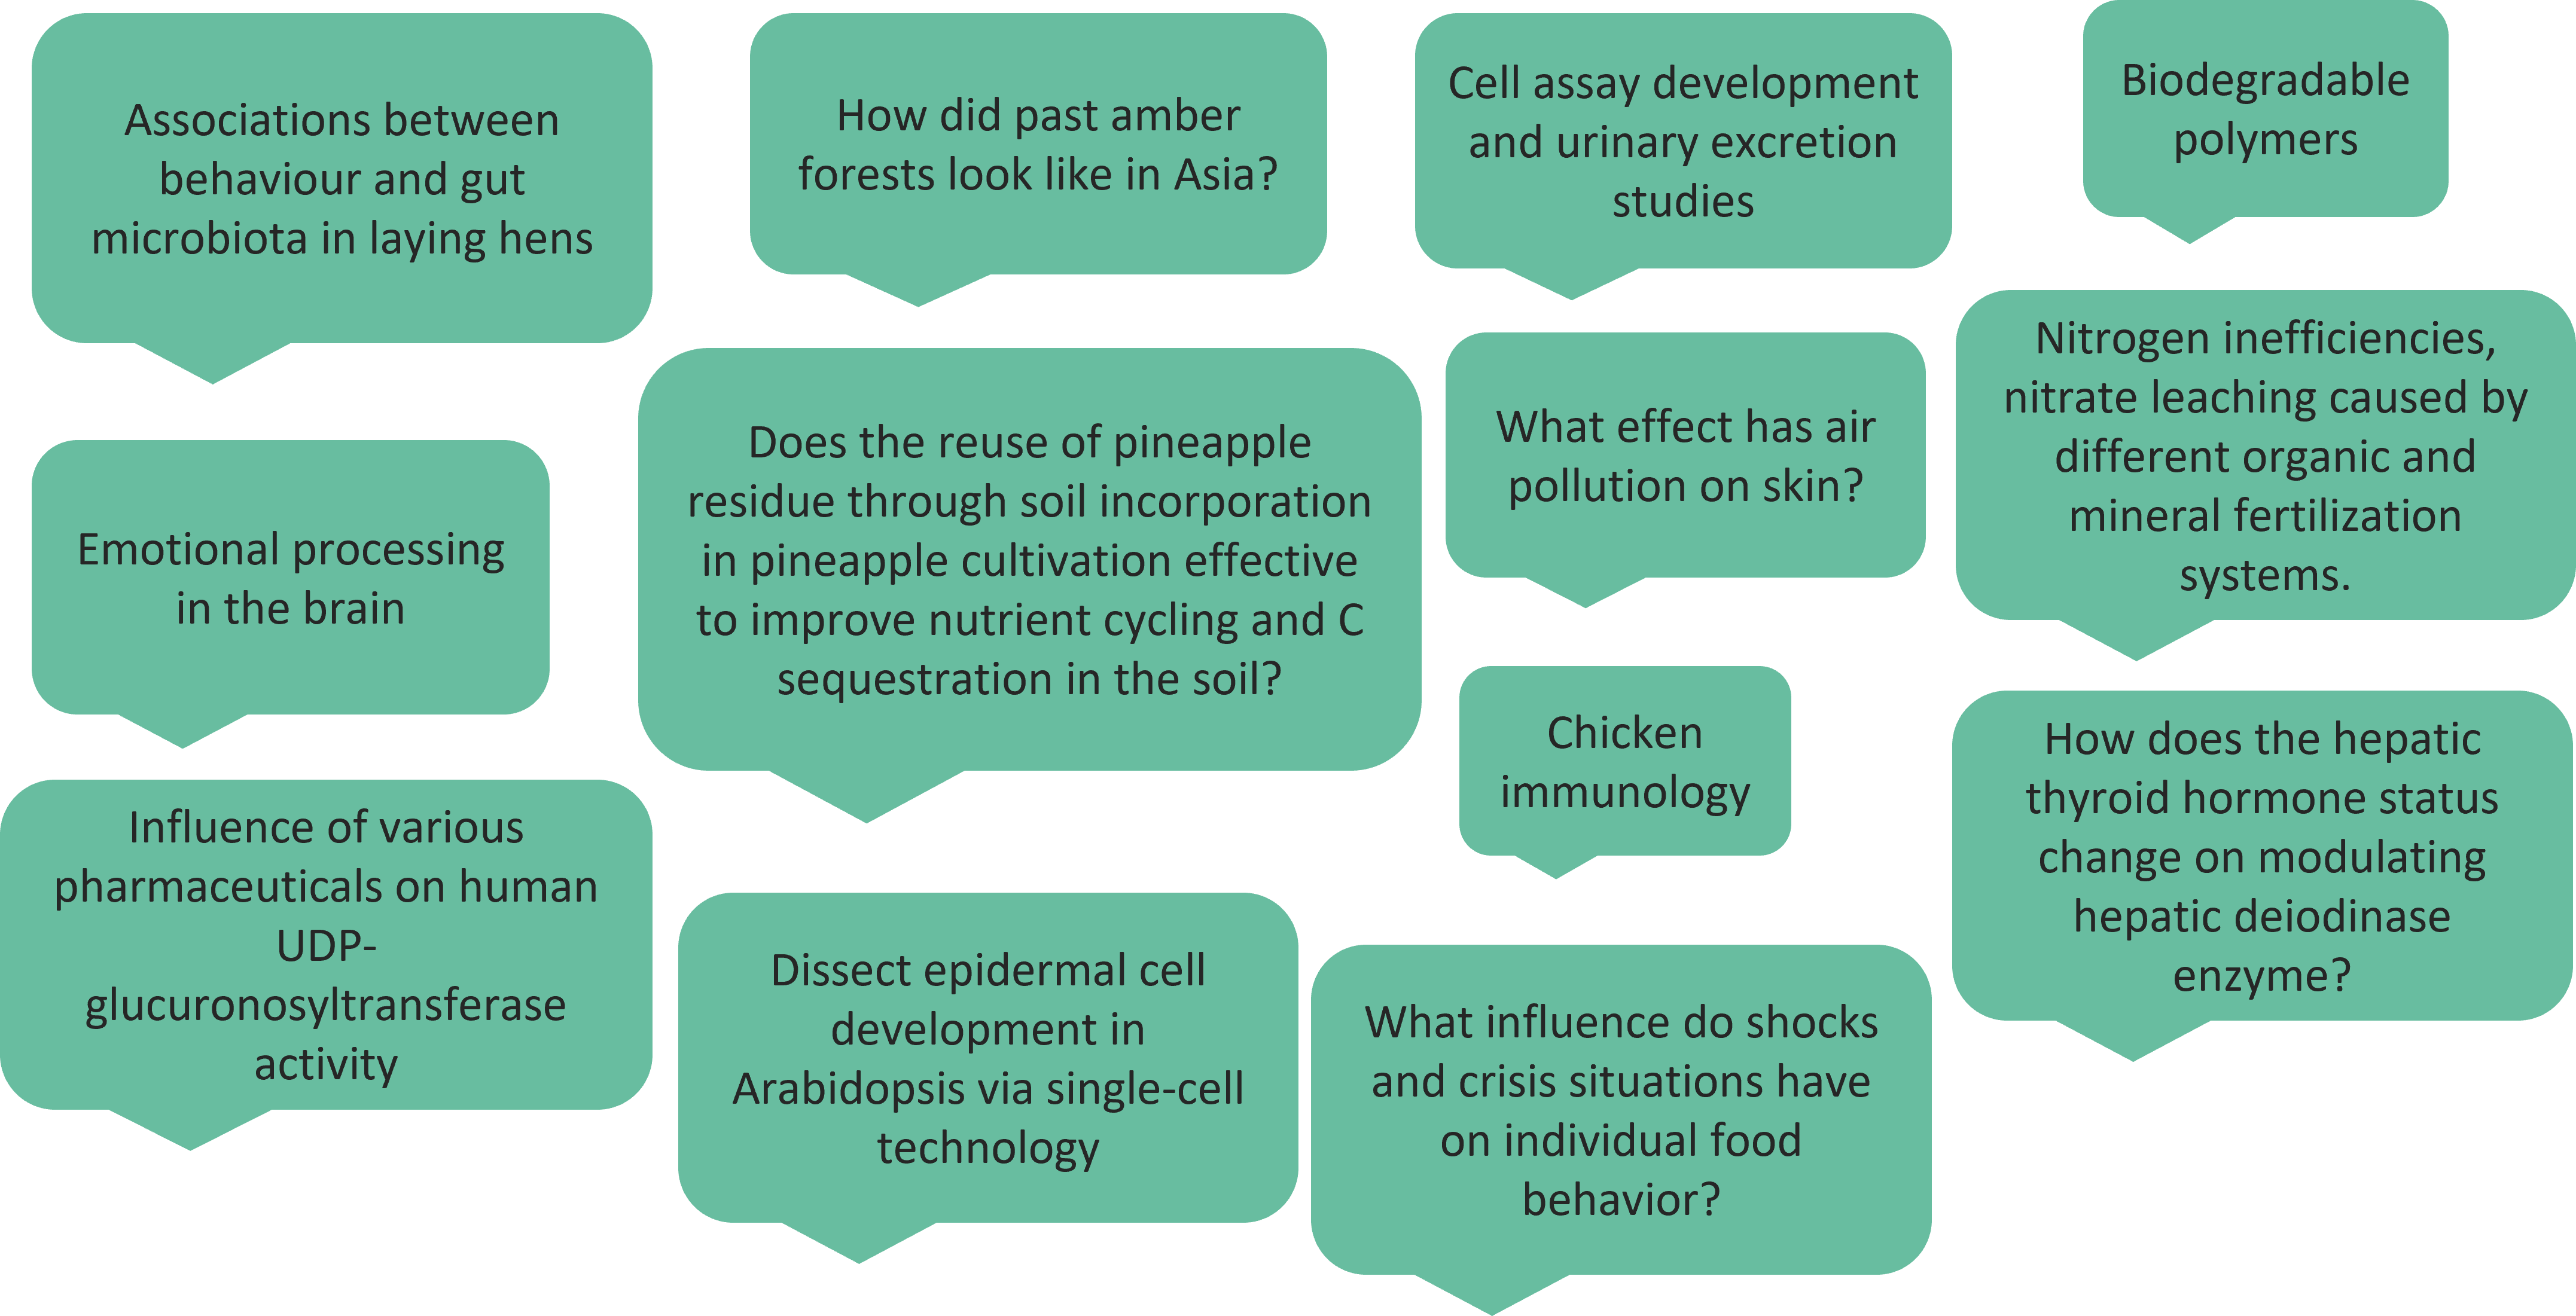 Associations between
behaviour and gut
microbiota in laying hens
How did past amber
forests look like in Asia?
Cell assay development
and urinary excretion
studies
Biodegradable
polymers
Emotional processing
in the brain
Does the reuse of pineapple
residue through soil incorporation
in pineapple cultivation effective
to improve nutrient cycling and C
sequestration in the soil?
What effect has air
pollution on skin?
Nitrogen inefficiencies,
nitrate leaching caused by
different organic and
mineral fertilization
systems.
Influence of various
pharmaceuticals on human
UDP-
glucuronosyltransferase
activity
Dissect epidermal cell
development in
Arabidopsis via single-cell
technology
Chicken
immunology
What influence do shocks
and crisis situations have
on individual food
behavior?
How does the hepatic
thyroid hormone status
change on modulating
hepatic deiodinase
enzyme?